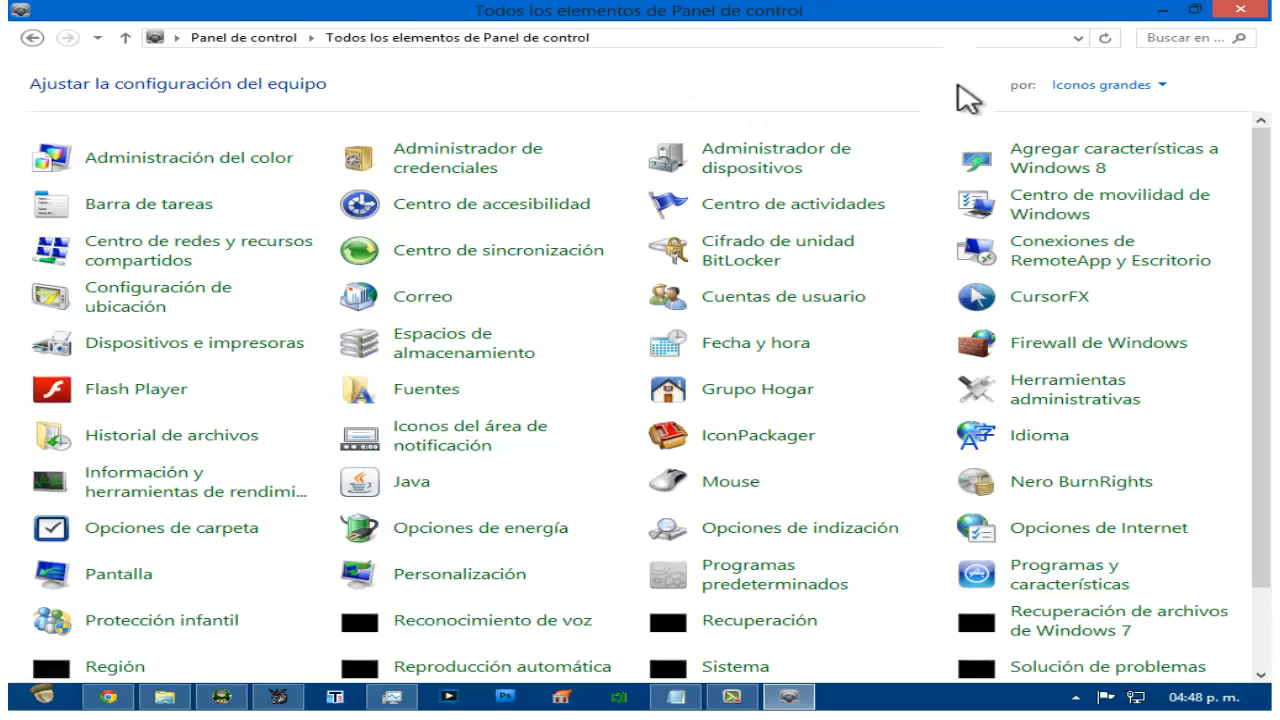 Todos los elementos de Panel de control
Panel de control
Todos los elementos de Panel de control
Buscar en ...
Ajustar la configuración del equipo
por:
Iconos grandes
Administración del color
Administrador de
credenciales
Administrador de
dispositivos
Agregar características a
Windows 8
Barra de tareas
Centro de accesibilidad
Centro de actividades
Centro de movilidad de
Windows
Centro de redes y recursos
compartidos
Centro de sincronización
Cifrado de unidad
BitLocker
Conexiones de
RemoteApp y Escritorio
Configuración de
ubicación
Correo
Cuentas de usuario
CursorFX
Dispositivos e impresoras
Espacios de
almacenamiento
Fecha y hora
Firewall de Windows
Flash Player
Fuentes
Grupo Hogar
Herramientas
administrativas
Historial de archivos
Iconos del área de
notificación
IconPackager
Idioma
Información y
herramientas de rendimi...
Java
Mouse
Nero BurnRights
Opciones de carpeta
Opciones de energía
Opciones de indización
Opciones de Internet
Pantalla
Personalización
Programas
predeterminados
Programas y
características
Protección infantil
Reconocimiento de voz
Recuperación
Recuperación de archivos
de Windows 7
Región
Reproducción automática
Sistema
Solución de problemas
Ps
04:48 p. m.